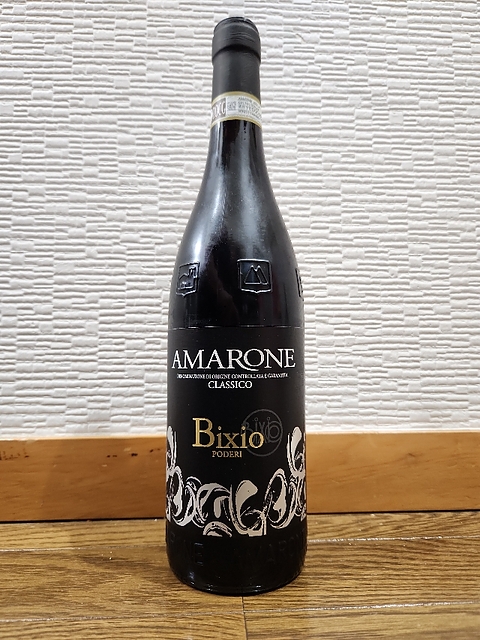 AMARONE
DENOMINAZIONE DI ORIGINE CONTROLLATA E GARANTITA
CLASSICO
Bixio
PODERI